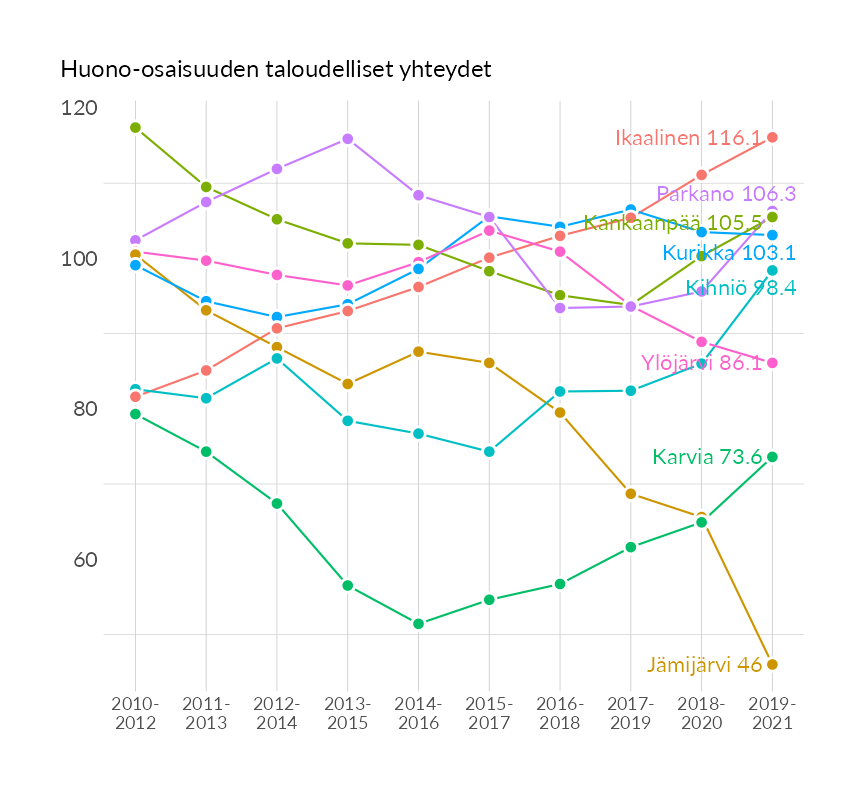 Huono-osaisuuden taloudelliset yhteydet
120
100
80
60
Ikaalinen 116.1
Parkano 106.3
Kankaanpää 105.5
Kurikka 103.1
Kihniö 98.4
Ylöjärvi 86.1
Karvia 73.6
Jämijärvi 46
2010-
2012
2011-
2013
2012-
2014
2013-
2015
2014-
2016
2015-
2017
2016-
2018
2017-
2019
2018-
2020
2019-
2021